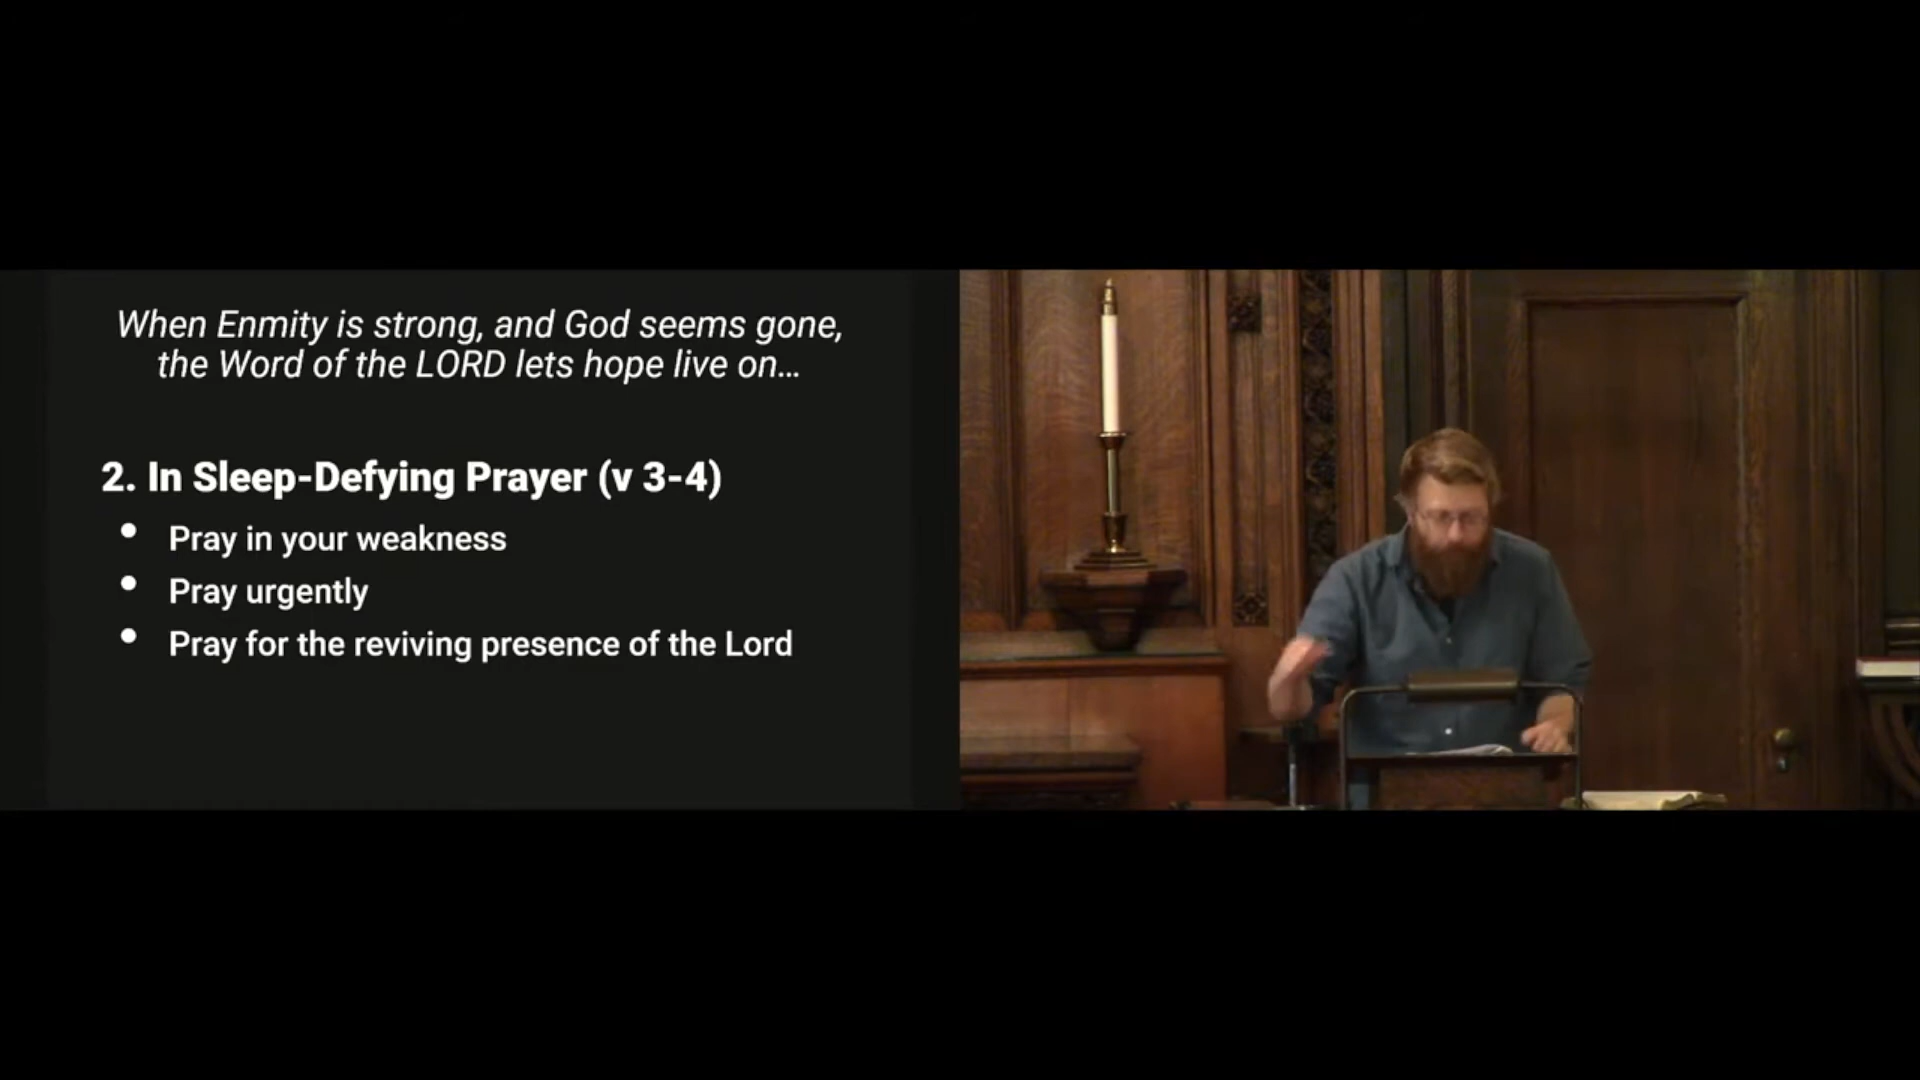 When Enmity is strong, and God seems gone,
the Word of the LORD lets hope live on...
2. In Sleep-Defying Prayer (v 3-4)
• Pray in your weakness
• Pray urgently
• Pray for the reviving presence of the Lord